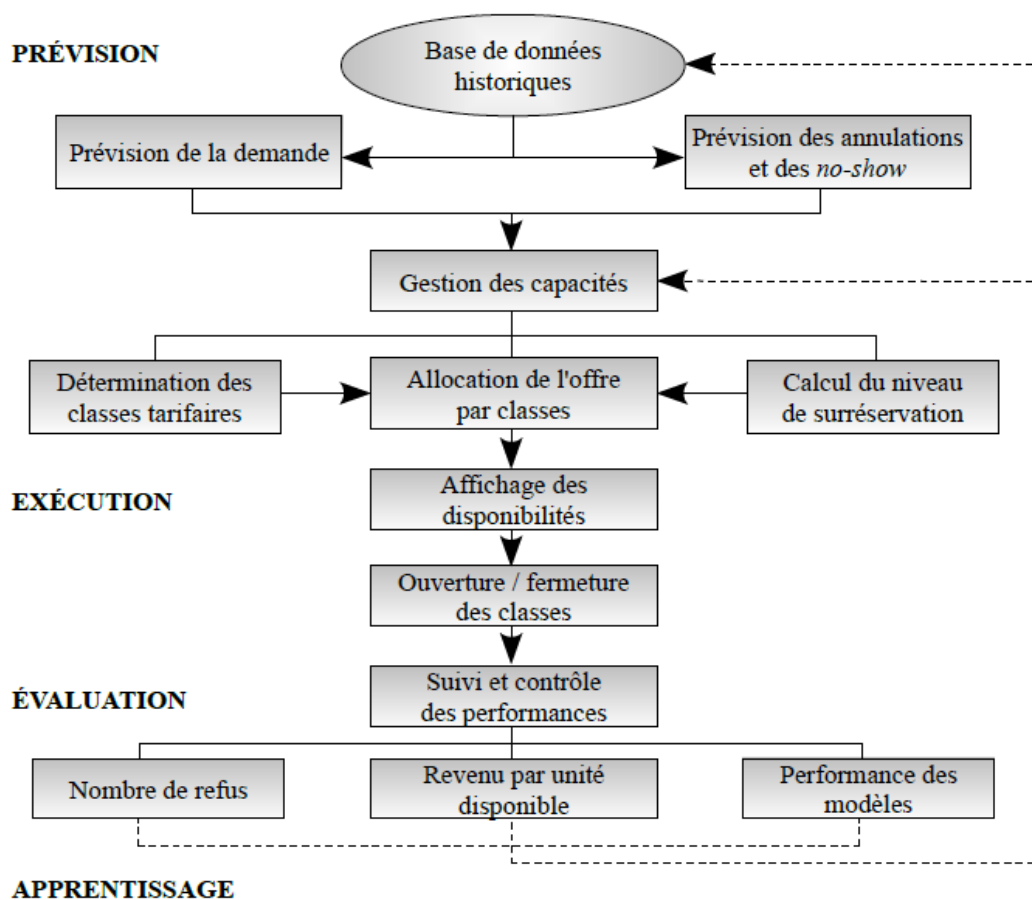 PRÉVISION
Base de données
historiques
Prévision de la demande
Prévision des annulations
et des no-show
Gestion des capacités
Détermination des
classes tarifaires
Allocation de l'offre
par classes
Calcul du niveau
de surréservation
EXÉCUTION
Affichage des
disponibilités
Ouverture / fermeture
des classes
ÉVALUATION
Suivi et contrôle
des performances
Nombre de refus
Revenu par unité
disponible
Performance des
modèles
APPRENTISSAGE